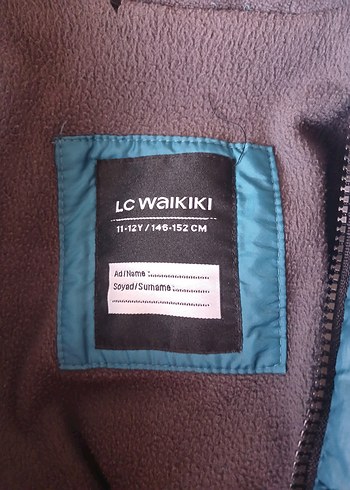 LC WAIKIKI
11-12Y / 146-152 CM
Ad/Name :....................
Soyad/Surname: ............
................................